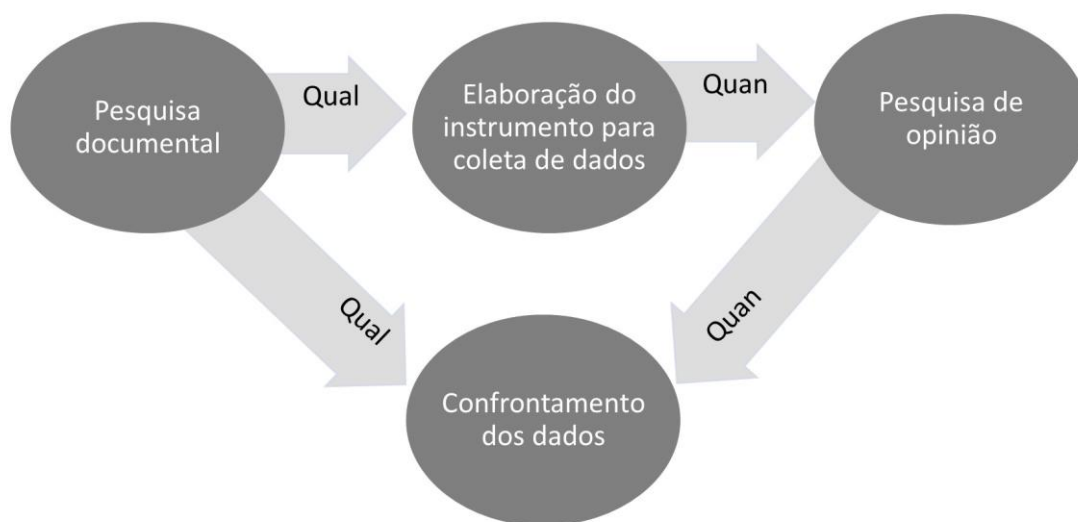 Pesquisa
documental
Qual
Elaboração do
instrumento para
coleta de dados
Quan
Pesquisa de
opinião
Qual
Quan
Confrontamento
dos dados